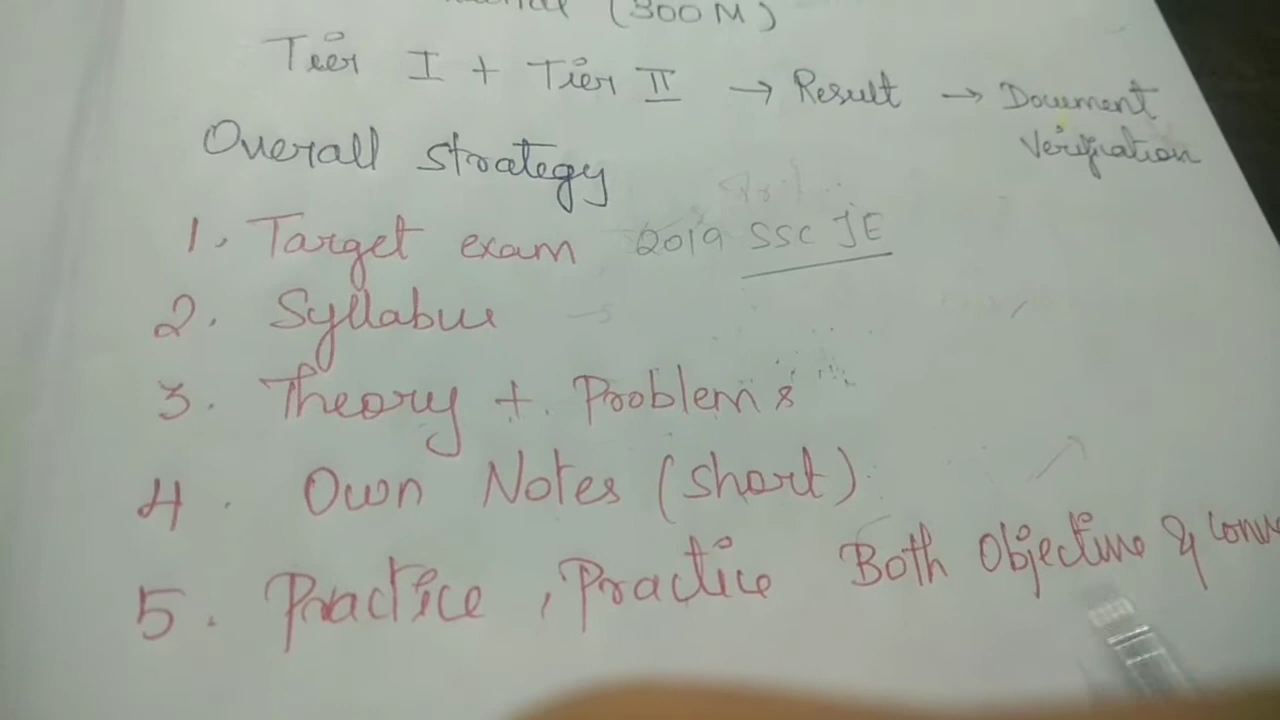 (300M)
Tier I + Tier II → Result → Document Verification
Overall strategy
1. Target exam 2019 SSC JE
2. Syllabus
3. Theory + Problems
4. Own Notes (short)
5. Practice, Practice Both Objective &